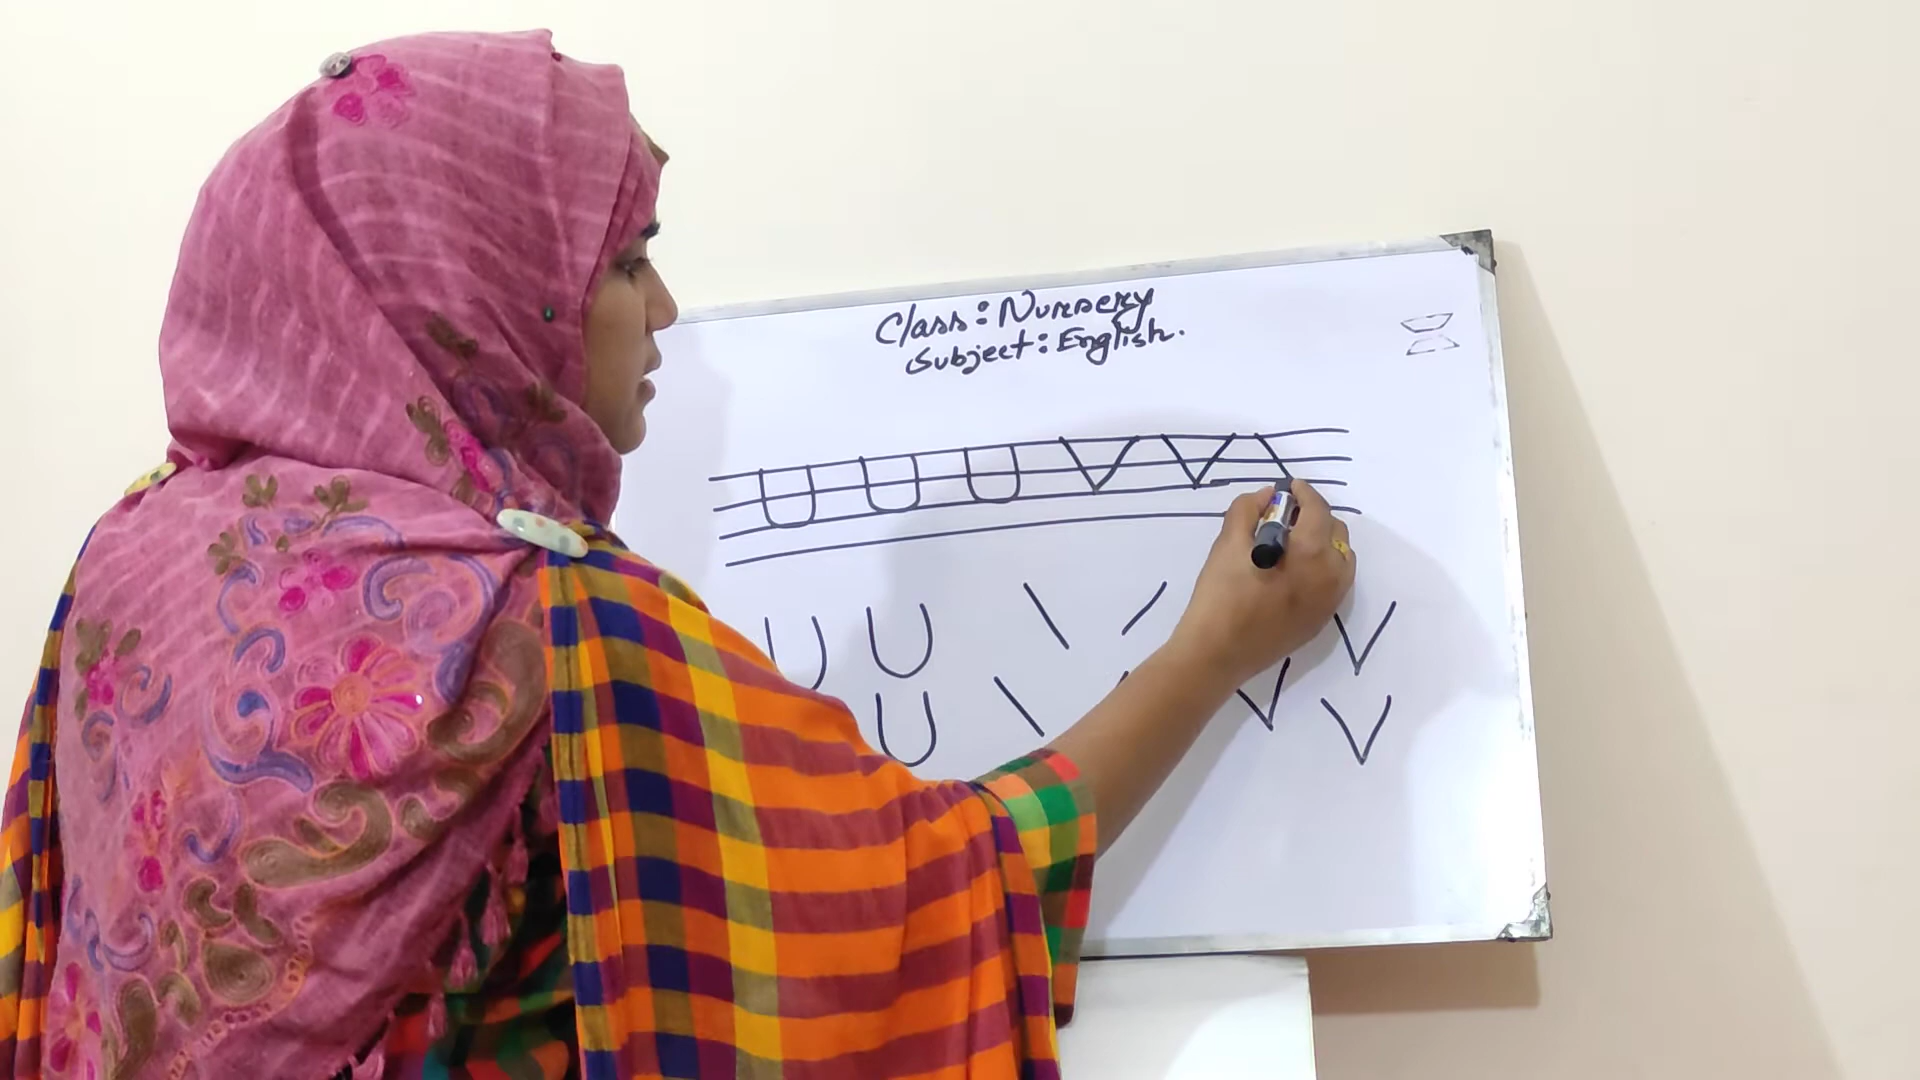 Class: Nursery
Subject: English.
U U U V V \
U U \ / V
U \ V V